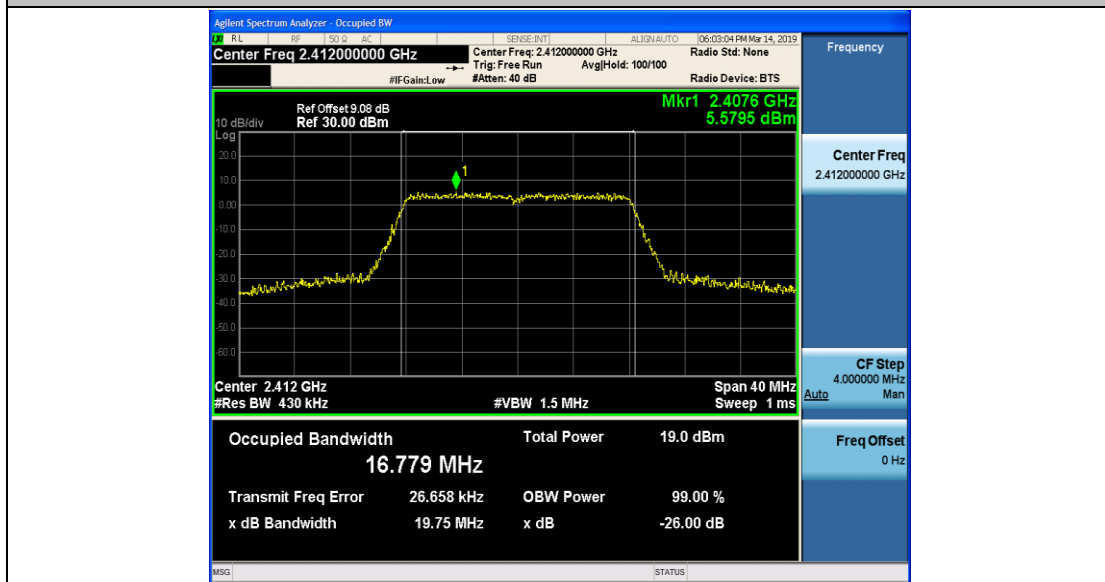 Agilent Spectrum Analyzer - Occupied BW
RL RF 50 Ω AC SENSE:INT ALIGN AUTO 06:03:04 PM Mar 14, 2019
Center Freq 2.412000000 GHz
Center Freq: 2.412000000 GHz Radio Std: None
Trig: Free Run Avg|Hold: 100/100
#IFGain:Low #Atten: 40 dB Radio Device: BTS
Frequency
Ref Offset 9.08 dB
10 dB/div Ref 30.00 dBm
Mkr1 2.4076 GHz
5.5795 dBm
Log
20.0
10.0
0.00
-10.0
-20.0
-30.0
-40.0
-50.0
-60.0
1
Center 2.412 GHz Span 40 MHz
#Res BW 430 kHz #VBW 1.5 MHz Sweep 1 ms
Center Freq
2.412000000 GHz
CF Step
4.000000 MHz
Auto Man
Freq Offset
0 Hz
Occupied Bandwidth Total Power 19.0 dBm
16.779 MHz
Transmit Freq Error 26.658 kHz OBW Power 99.00 %
x dB Bandwidth 19.75 MHz x dB -26.00 dB
MSG STATUS